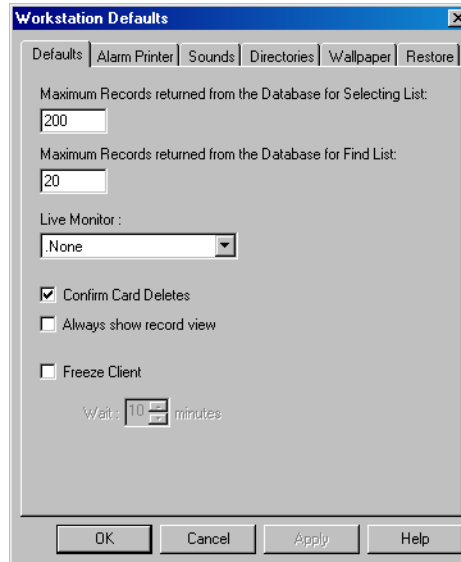 Workstation Defaults
Defaults Alarm Printer Sounds Directories Wallpaper Restore
Maximum Records returned from the Database for Selecting List:
200
Maximum Records returned from the Database for Find List:
20
Live Monitor :
.None
Confirm Card Deletes
Always show record view
Freeze Client
Wait : 10 minutes
OK Cancel Apply Help